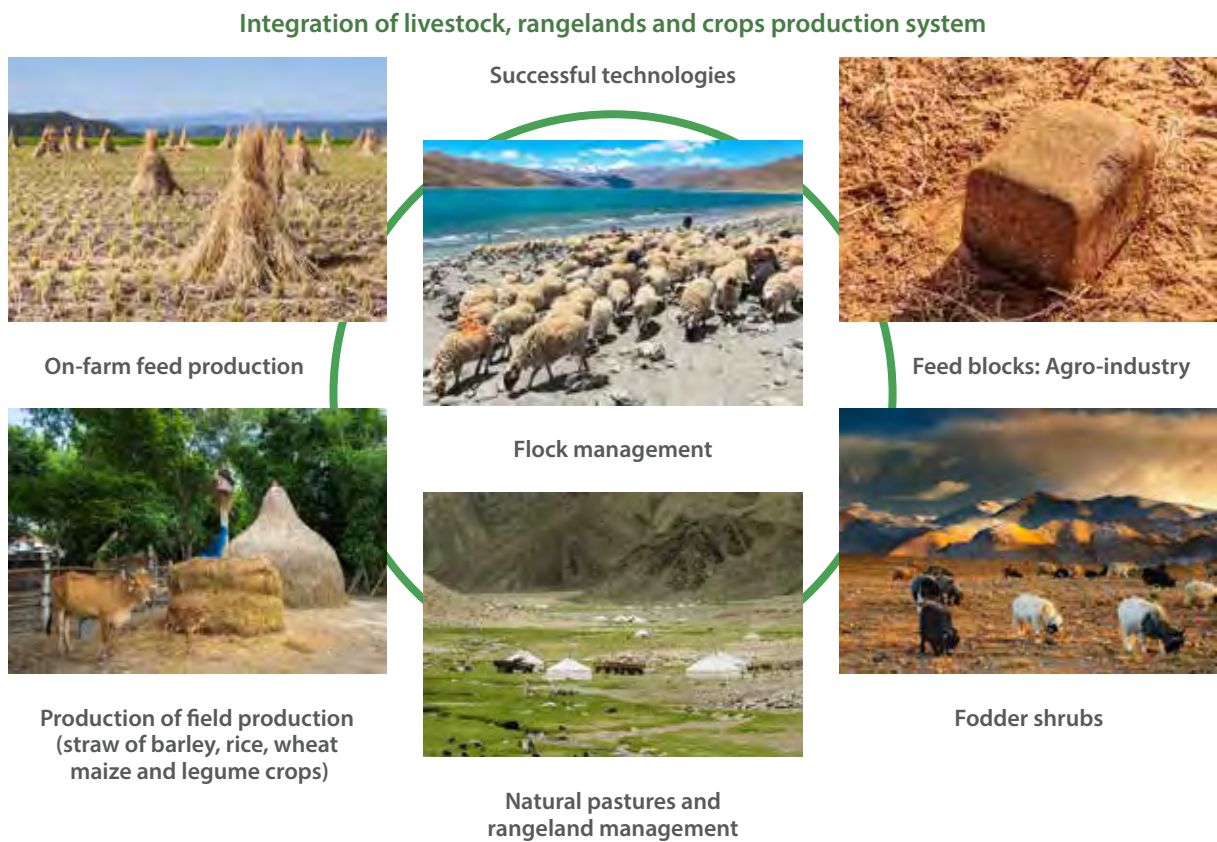 Integration of livestock, rangelands and crops production system
Successful technologies
On-farm feed production
Flock management
Feed blocks: Agro-industry
Production of field production
(straw of barley, rice, wheat
maize and legume crops)
Natural pastures and
rangeland management
Fodder shrubs